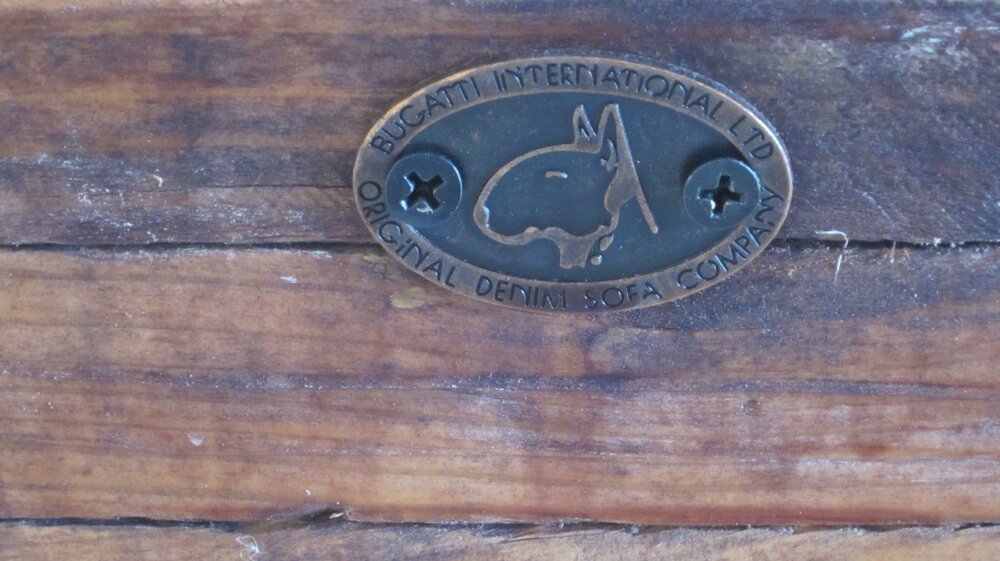 BUGATTI INTERNATIONAL LTD
ORIGINAL DENIM SOFA COMPANY